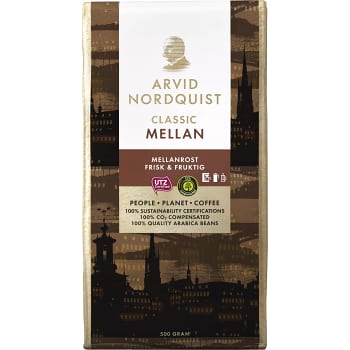 ARVID
NORDQUIST
CLASSIC
MELLAN
MELLANROST
FRISK & FRUKTIG
UTZ
PEOPLE • PLANET • COFFEE
100% SUSTAINABILITY CERTIFICATIONS
100% CO₂ COMPENSATED
100% QUALITY ARABICA BEANS
500 GRAM